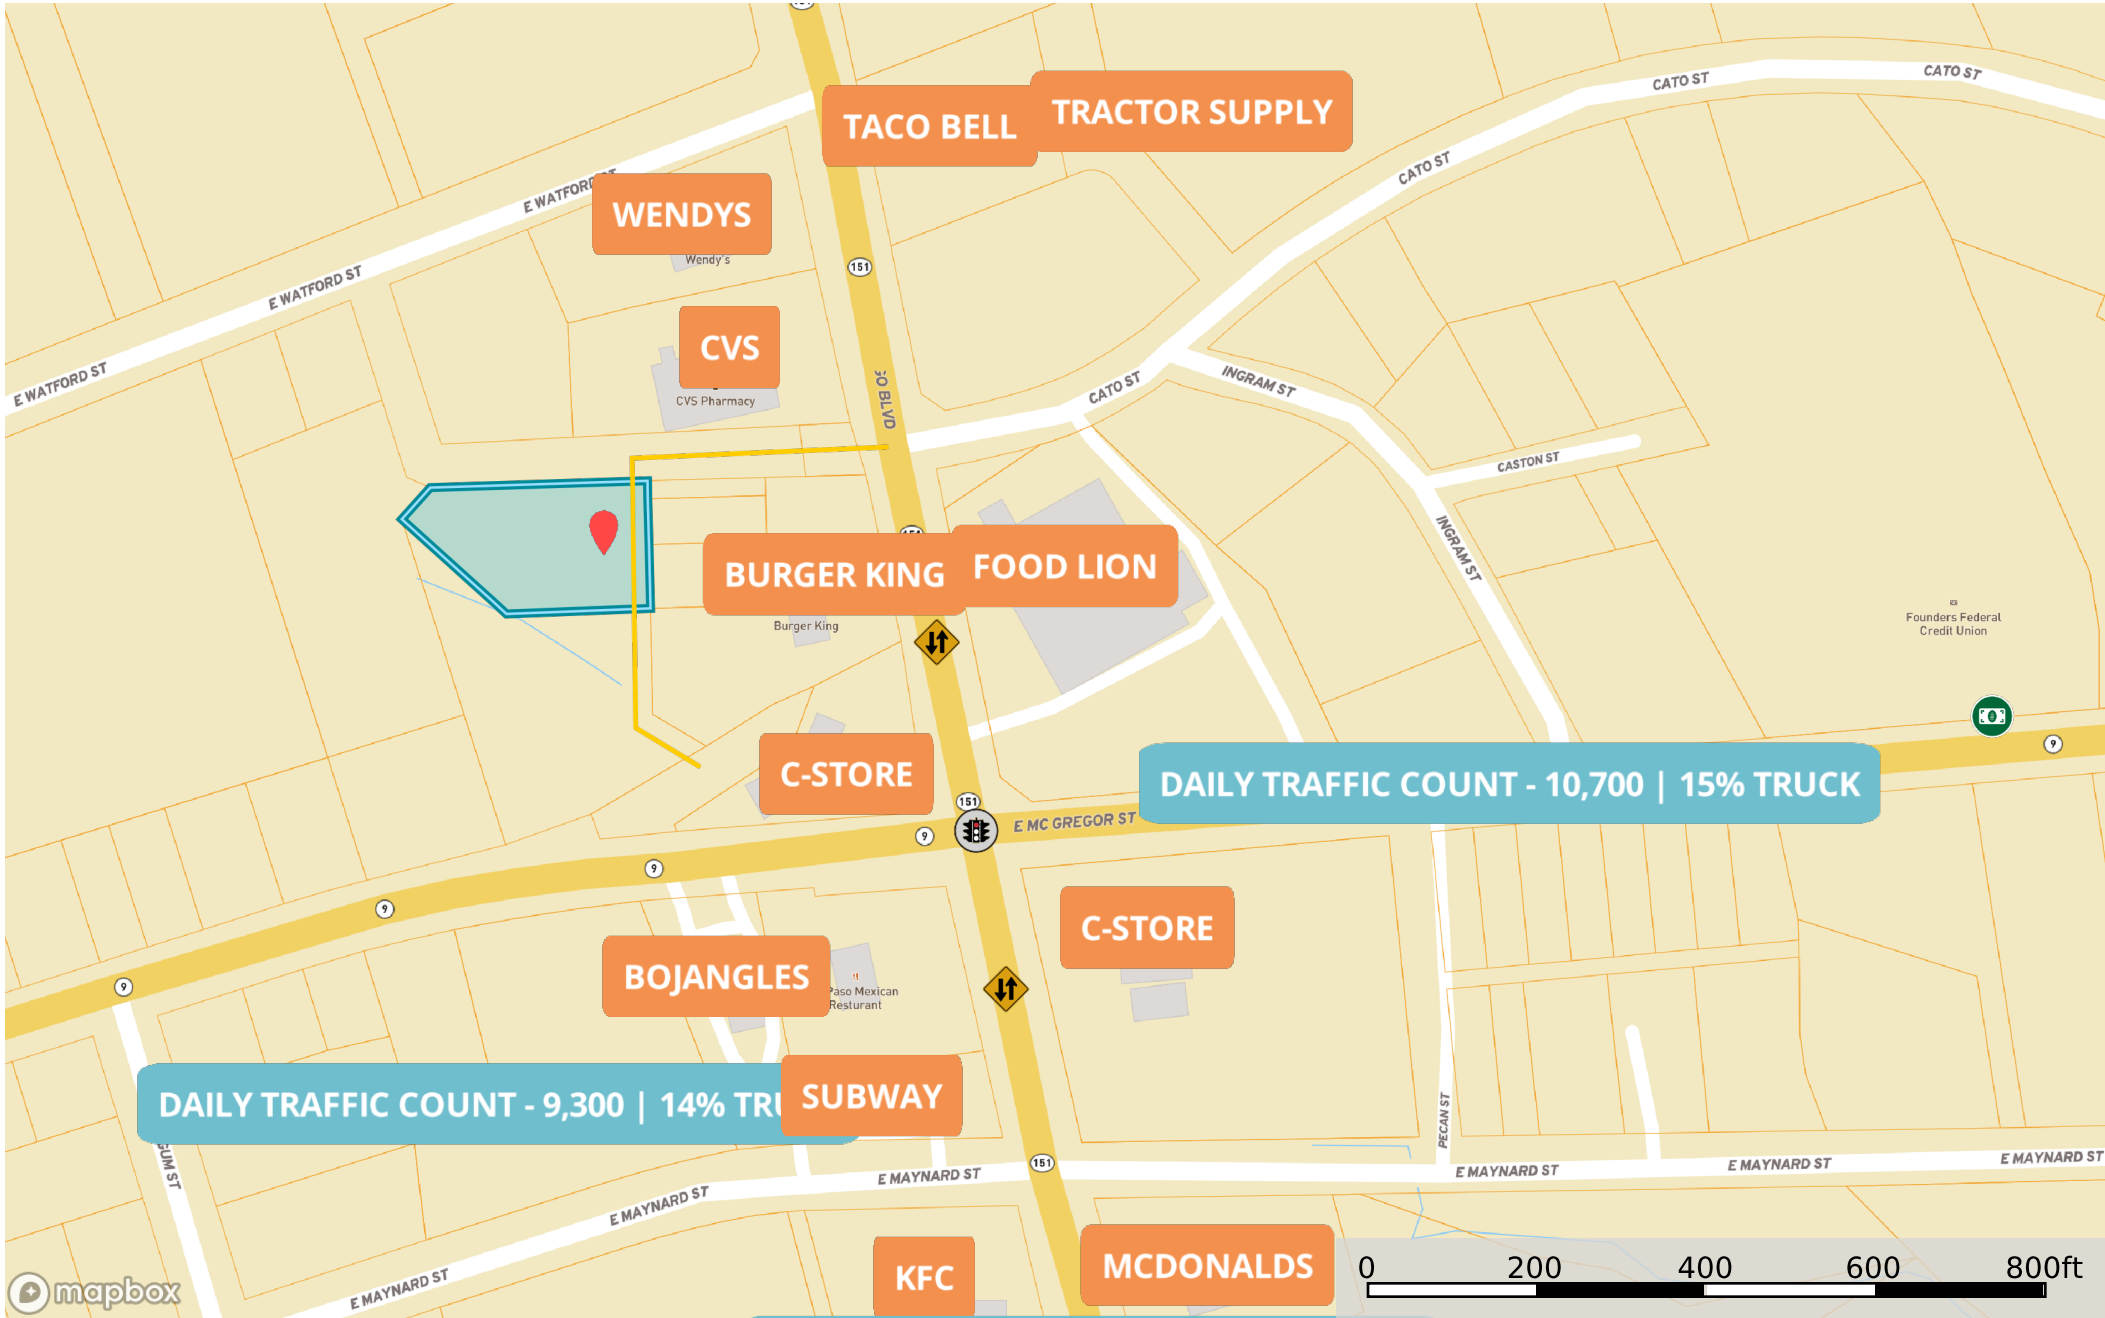 CATO ST
CATO ST
TRACTOR SUPPLY
TACO BELL
CATO ST
E WATFORD
WENDYS
Wendy's
151
E WATFORD ST
CVS
CVS Pharmacy
E WATFORD ST
BLVD
CATO ST
INGRAM ST
CASTON ST
INGRAM ST
BURGER KING
FOOD LION
Burger King
Founders Federal
Credit Union
9
C-STORE
DAILY TRAFFIC COUNT - 10,700 | 15% TRUCK
151
E MC GREGOR ST
9
9
9
C-STORE
BOJANGLES
Paso Mexican
Resturant
9
DAILY TRAFFIC COUNT - 9,300 | 14%
SUBWAY
PECAN ST
GUM ST
151
E MAYNARD ST
E MAYNARD ST
E MAYNARD ST
E MAYNARD ST
E MAYNARD ST
E MAYNARD ST
KFC
MCDONALDS
0 200 400 600 800ft
mapbox